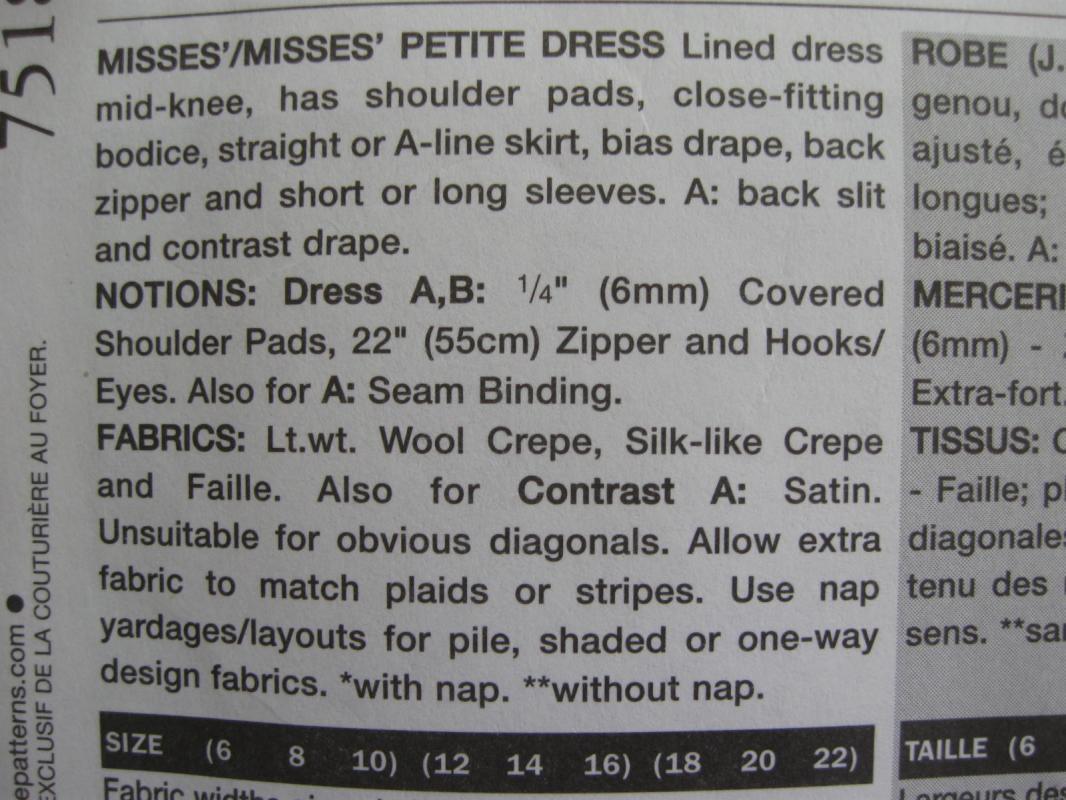 751
epatterns.com ●
EXCLUSIF DE LA COUTURIÈRE AU FOYER.
MISSES'/MISSES' PETITE DRESS Lined dress
mid-knee, has shoulder pads, close-fitting
bodice, straight or A-line skirt, bias drape, back
zipper and short or long sleeves. A: back slit
and contrast drape.
NOTIONS: Dress A,B: 1/4" (6mm) Covered
Shoulder Pads, 22" (55cm) Zipper and Hooks/
Eyes. Also for A: Seam Binding.
FABRICS: Lt.wt. Wool Crepe, Silk-like Crepe
and Faille. Also for Contrast A: Satin.
Unsuitable for obvious diagonals. Allow extra
fabric to match plaids or stripes. Use nap
yardages/layouts for pile, shaded or one-way
design fabrics. *with nap. **without nap.
SIZE (6 8 10) (12 14 16) (18 20 22)
ROBE (J.
genou,
ajusté,
longues;
biaisé. A:
MERCERI
(6mm) -
Extra-fort.
TISSUS:
- Faille;
diagonales
tenu des
sens. **sa
TAILLE (6